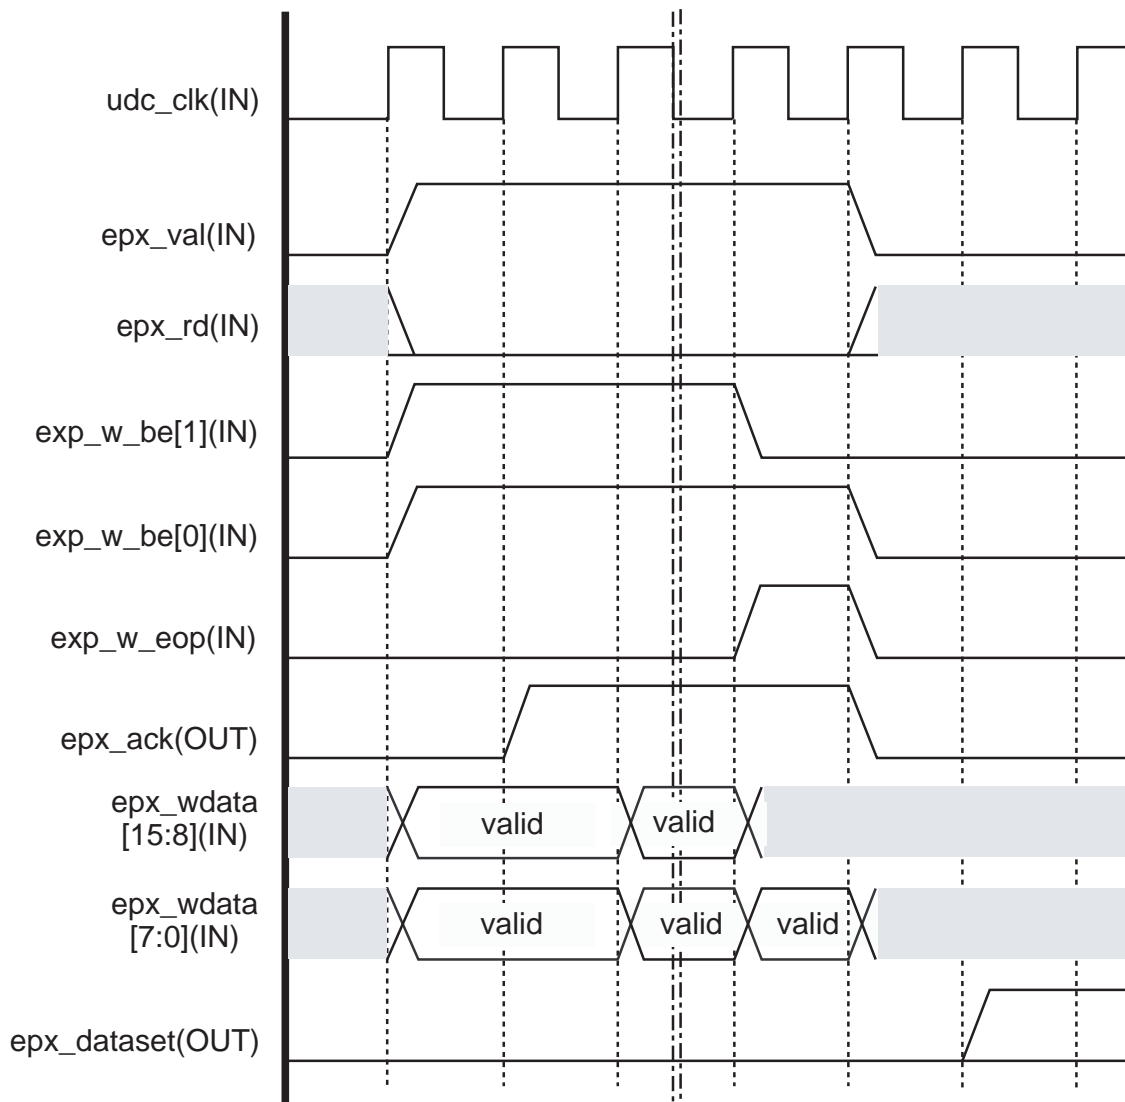 udc_clk(IN)
epx_val(IN)
epx_rd(IN)
exp_w_be[1](IN)
exp_w_be[0](IN)
exp_w_eop(IN)
epx_ack(OUT)
epx_wdata
[15:8](IN)
valid valid
epx_wdata
[7:0](IN)
valid valid valid
epx_dataset(OUT)